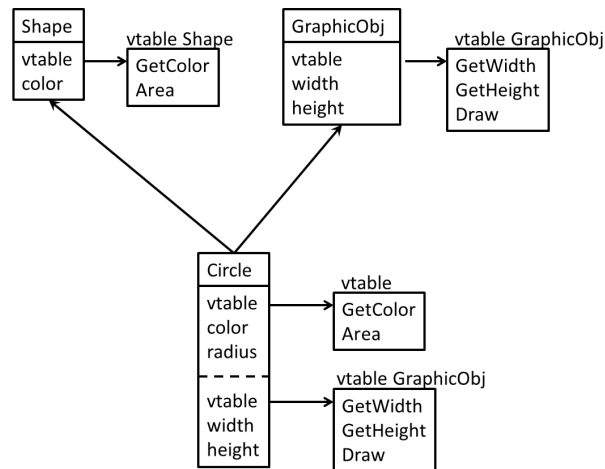 Shape
vtable
color
vtable Shape
GetColor
Area
GraphicObj
vtable
width
height
vtable GraphicObj
GetWidth
GetHeight
Draw
Circle
vtable
color
radius
vtable
width
height
vtable
GetColor
Area
vtable GraphicObj
GetWidth
GetHeight
Draw